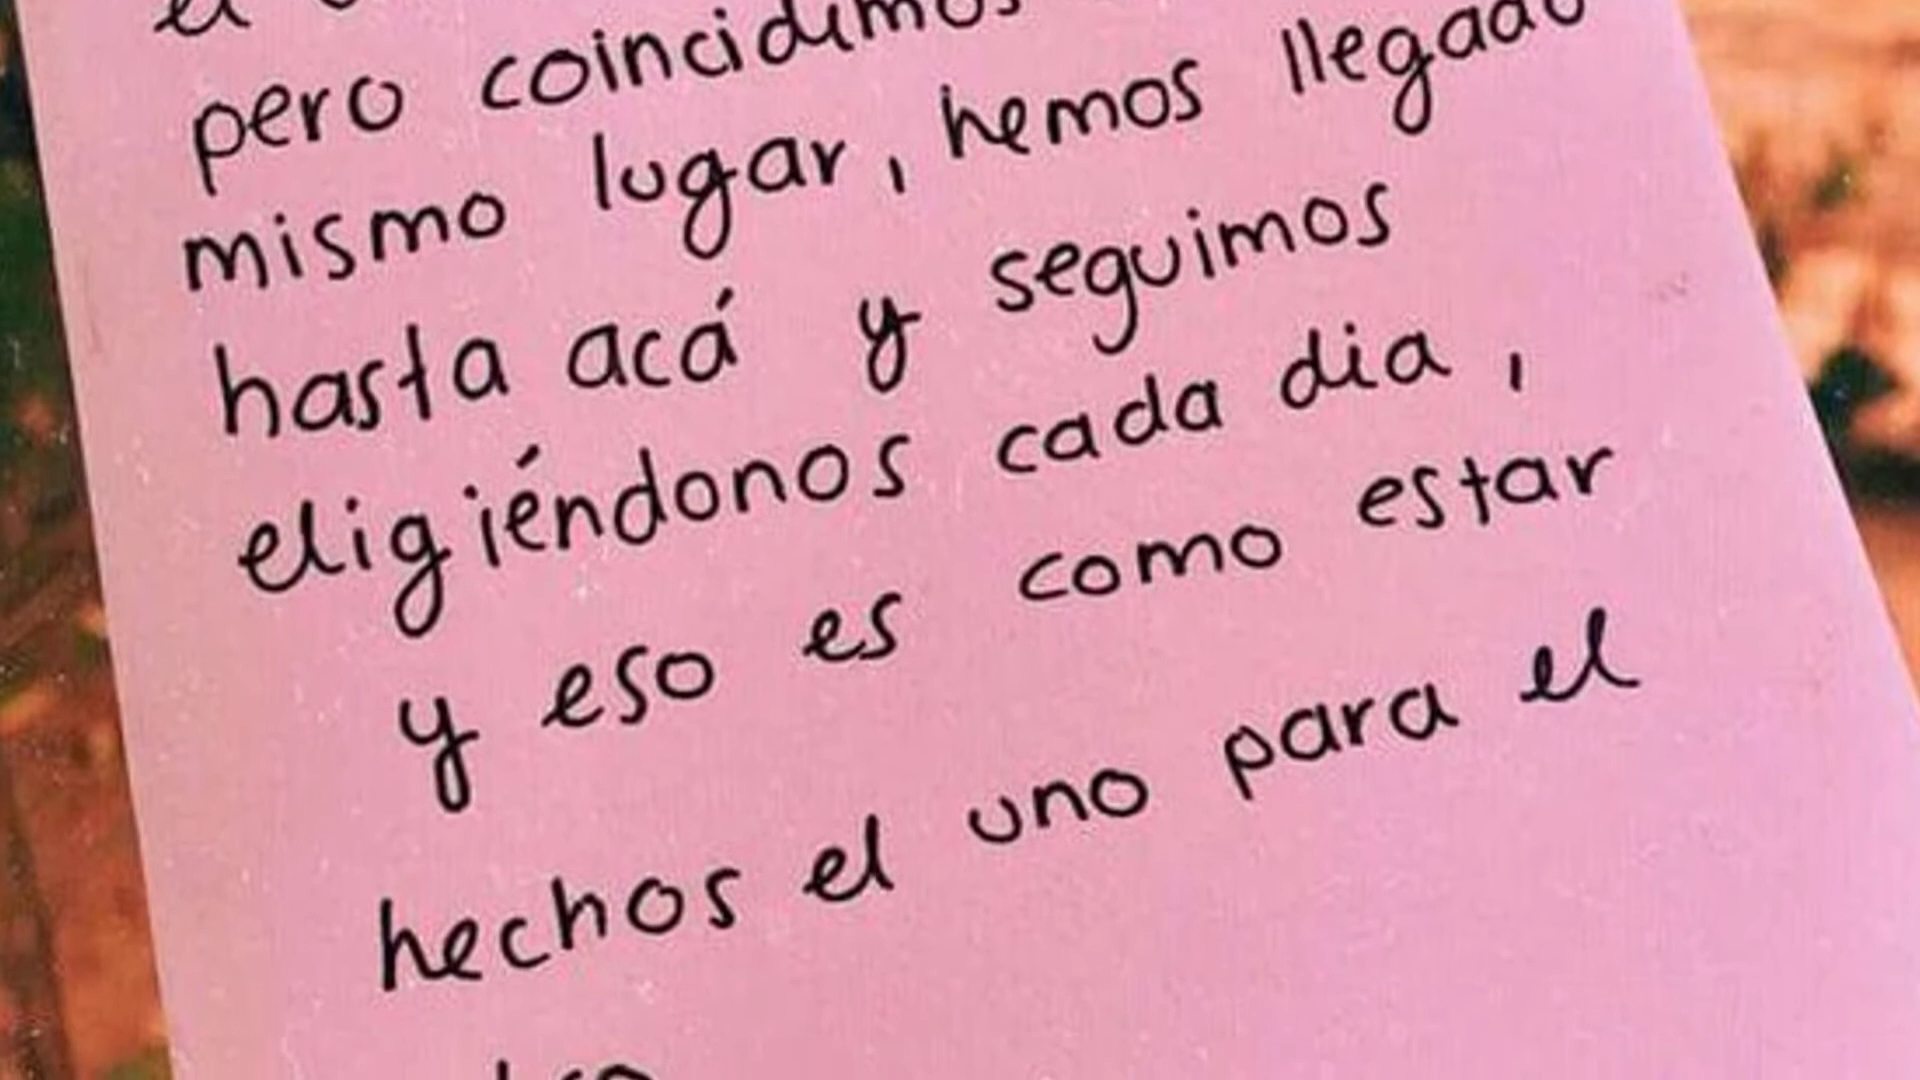 pero coincidimos
mismo lugar, hemos llegado
hasta acá y seguimos
eligiéndonos cada dia,
y eso es como estar
hechos el uno para el